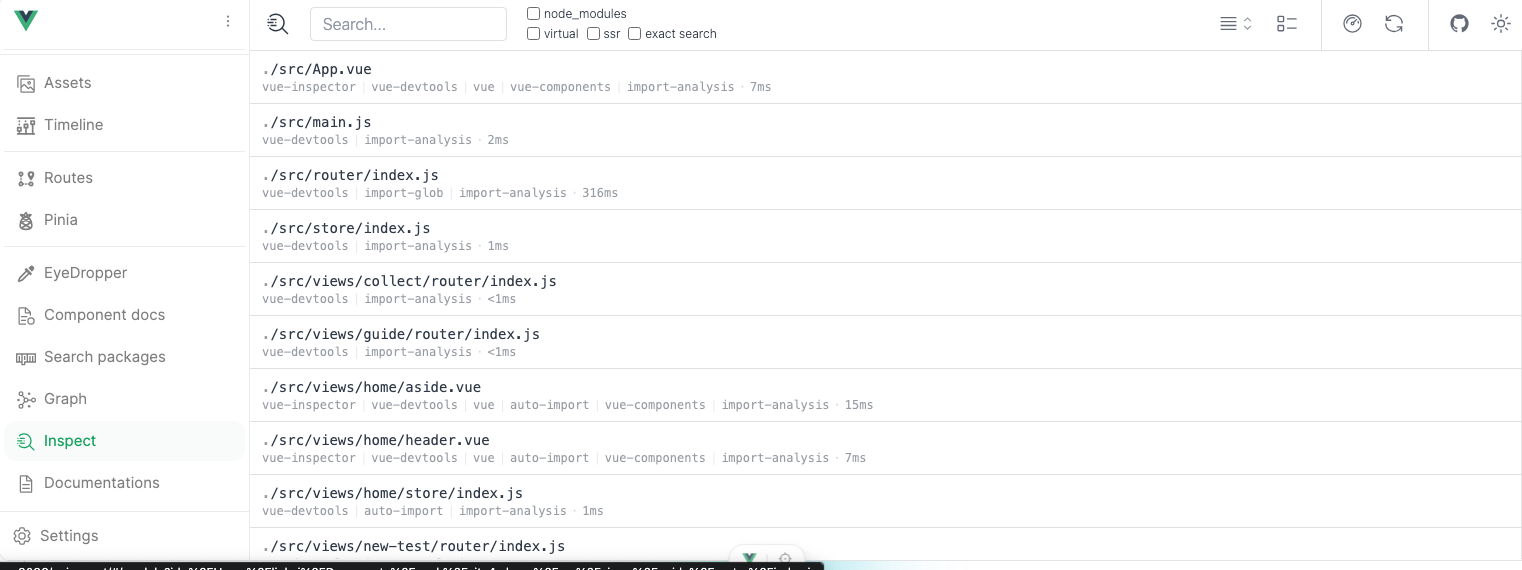 Assets
Timeline
Routes
Pinia
EyeDropper
Component docs
Search packages
Graph
Inspect
Documentations
Settings
Search...
node_modules
virtual ssr exact search
./src/App.vue
vue-inspector | vue-devtools | vue | vue-components | import-analysis · 7ms
./src/main.js
vue-devtools | import-analysis · 2ms
./src/router/index.js
vue-devtools | import-glob | import-analysis · 316ms
./src/store/index.js
vue-devtools | import-analysis · 1ms
./src/views/collect/router/index.js
vue-devtools | import-analysis · <1ms
./src/views/guide/router/index.js
vue-devtools | import-analysis · <1ms
./src/views/home/aside.vue
vue-inspector | vue-devtools | vue | auto-import | vue-components | import-analysis · 15ms
./src/views/home/header.vue
vue-inspector | vue-devtools | vue | auto-import | vue-components | import-analysis · 7ms
./src/views/home/store/index.js
vue-devtools | auto-import | import-analysis · 1ms
./src/views/new-test/router/index.js